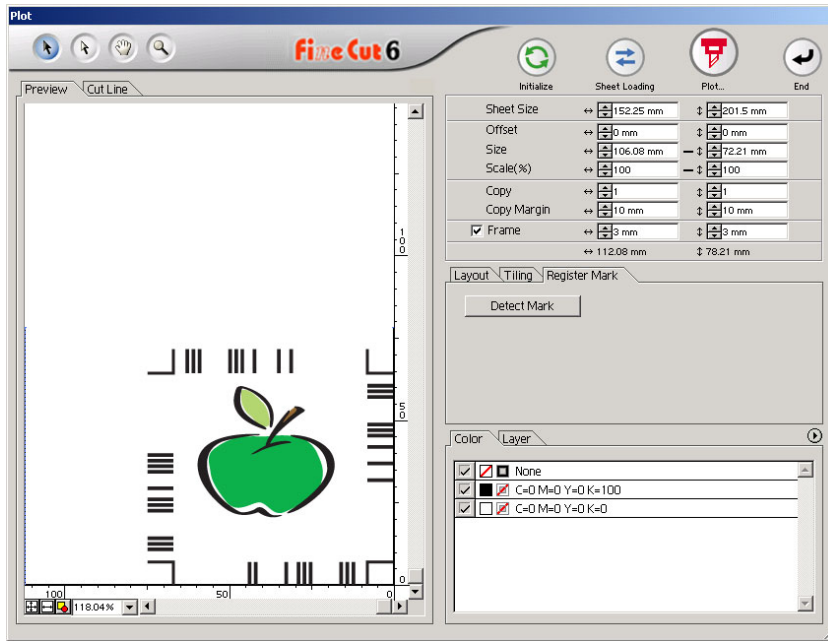 Plot
Fine Cut 6
Initialize
Sheet Loading
Plot...
End
Preview
Cut Line
Sheet Size 152.25 mm 201.5 mm
Offset 0 mm 0 mm
Size 106.08 mm 72.21 mm
Scale(%) 100 100
Copy 1 1
Copy Margin 10 mm 10 mm
Frame 3 mm 3 mm
112.08 mm 78.21 mm
Layout
Tiling
Register Mark
Detect Mark
100
50
0
100
50
0
118.04%
Color
Layer
None
C=0 M=0 Y=0 K=100
C=0 M=0 Y=0 K=0